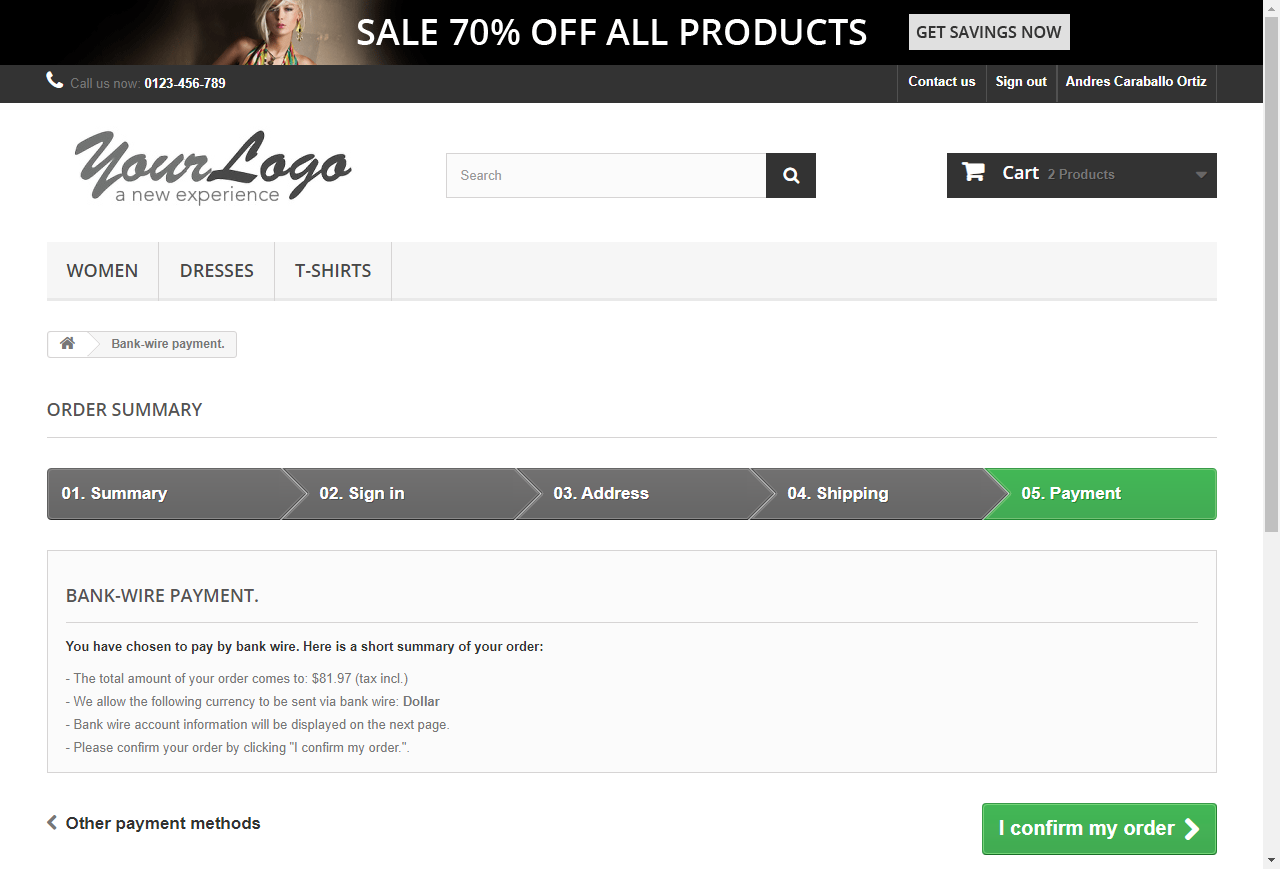 SALE 70% OFF ALL PRODUCTS GET SAVINGS NOW
Call us now: 0123-456-789 Contact us Sign out Andres Caraballo Ortiz
YourLogo
a new experience
Search
Cart 2 Products
WOMEN DRESSES T-SHIRTS
Bank-wire payment.
ORDER SUMMARY
01. Summary 02. Sign in 03. Address 04. Shipping 05. Payment
BANK-WIRE PAYMENT.
You have chosen to pay by bank wire. Here is a short summary of your order:
- The total amount of your order comes to: $81.97 (tax incl.)
- We allow the following currency to be sent via bank wire: Dollar
- Bank wire account information will be displayed on the next page.
- Please confirm your order by clicking "I confirm my order.".
Other payment methods
I confirm my order